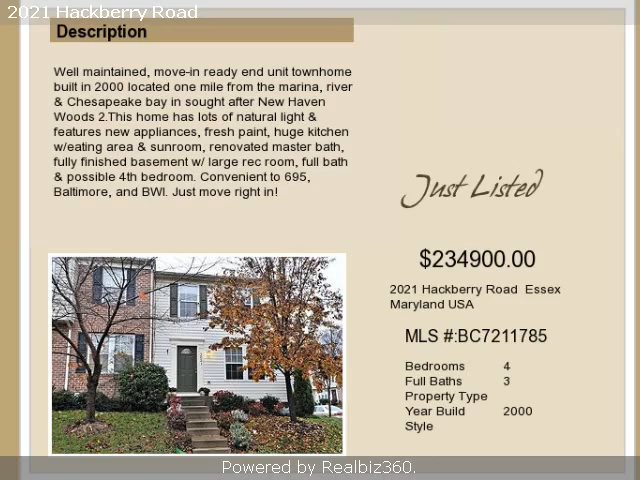 2021 Hackberry Road
Description
Well maintained, move-in ready end unit townhome
built in 2000 located one mile from the marina, river
& Chesapeake bay in sought after New Haven
Woods 2.This home has lots of natural light &
features new appliances, fresh paint, huge kitchen
w/eating area & sunroom, renovated master bath,
fully finished basement w/ large rec room, full bath
& possible 4th bedroom. Convenient to 695,
Baltimore, and BWI. Just move right in!
Just Listed
$234900.00
2021 Hackberry Road  Essex
Maryland USA
MLS #:BC7211785
Bedrooms 4
Full Baths 3
Property Type
Year Build 2000
Style
Powered by Realbiz360.